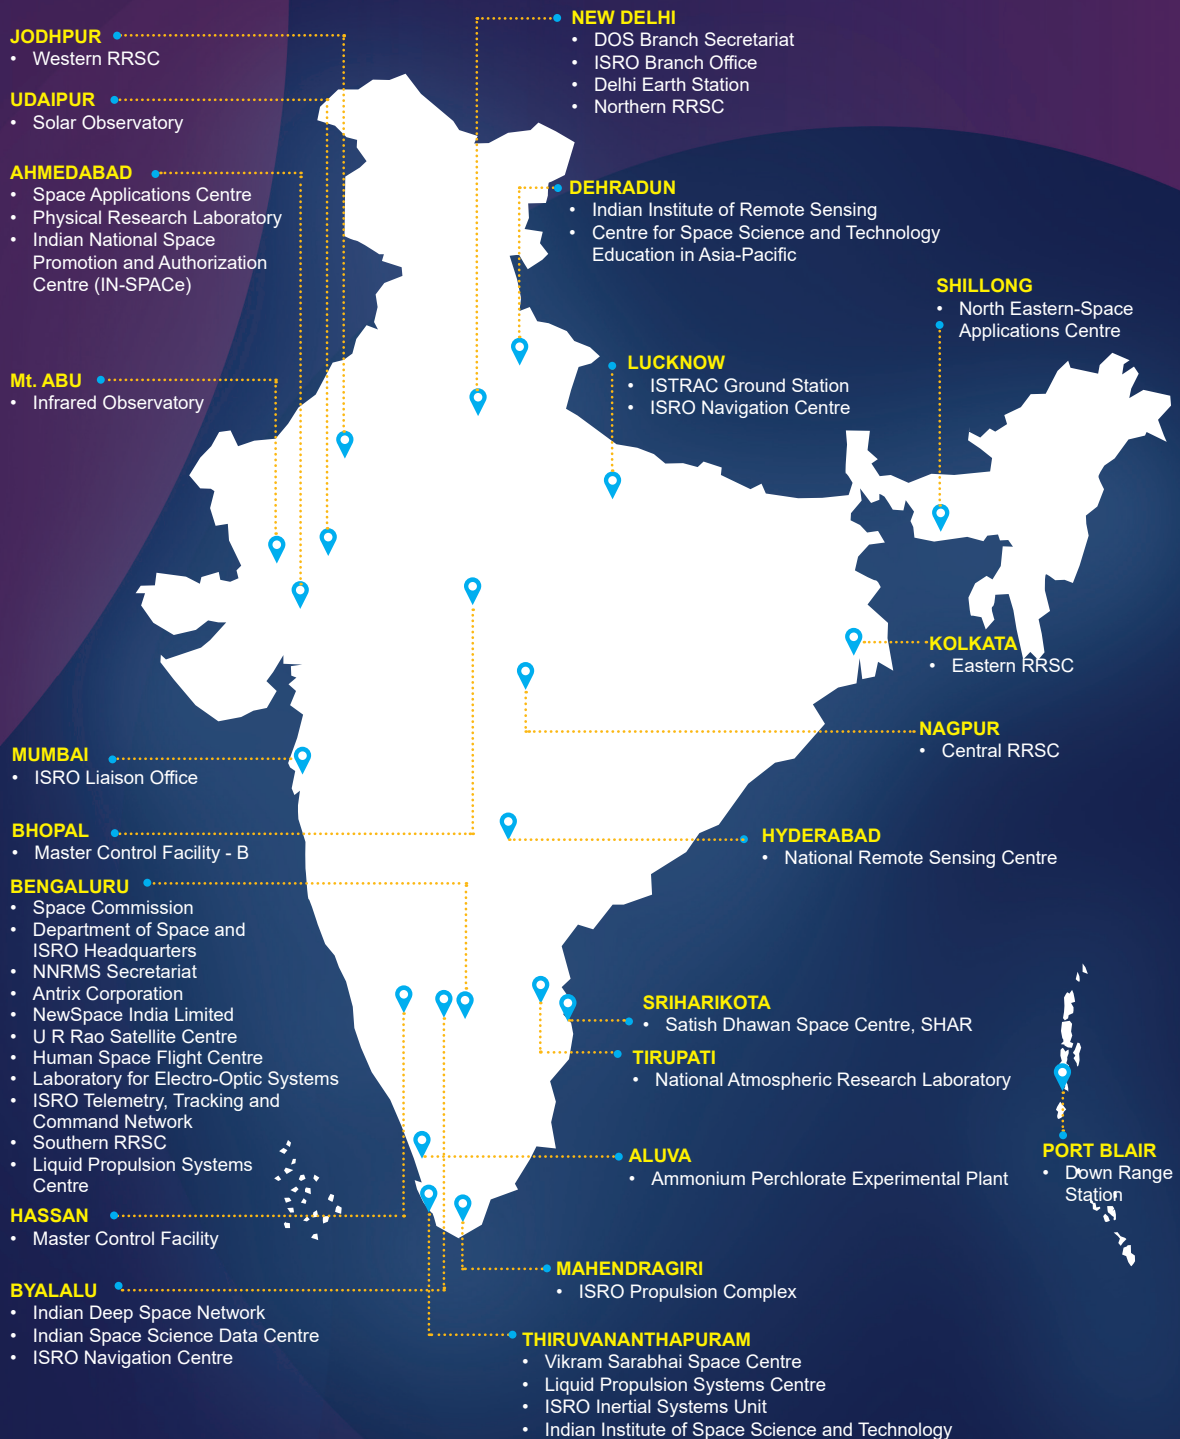 JODHPUR
• Western RRSC
UDAIPUR
• Solar Observatory
AHMEDABAD
• Space Applications Centre
• Physical Research Laboratory
• Indian National Space
Promotion and Authorization
Centre (IN-SPACe)
Mt. ABU
• Infrared Observatory
MUMBAI
• ISRO Liaison Office
BHOPAL
• Master Control Facility - B
BENGALURU
• Space Commission
• Department of Space and
ISRO Headquarters
• NNRMS Secretariat
• Antrix Corporation
• NewSpace India Limited
• U R Rao Satellite Centre
• Human Space Flight Centre
• Laboratory for Electro-Optic Systems
• ISRO Telemetry, Tracking and
Command Network
• Southern RRSC
• Liquid Propulsion Systems
Centre
HASSAN
• Master Control Facility
BYALALU
• Indian Deep Space Network
• Indian Space Science Data Centre
• ISRO Navigation Centre
NEW DELHI
• DOS Branch Secretariat
• ISRO Branch Office
• Delhi Earth Station
• Northern RRSC
DEHRADUN
• Indian Institute of Remote Sensing
• Centre for Space Science and Technology
Education in Asia-Pacific
SHILLONG
• North Eastern-Space
Applications Centre
LUCKNOW
• ISTRAC Ground Station
• ISRO Navigation Centre
KOLKATA
• Eastern RRSC
NAGPUR
• Central RRSC
HYDERABAD
• National Remote Sensing Centre
SRIHARIKOTA
• Satish Dhawan Space Centre, SHAR
TIRUPATI
• National Atmospheric Research Laboratory
ALUVA
• Ammonium Perchlorate Experimental Plant
PORT BLAIR
• Down Range
Station
MAHENDRAGIRI
• ISRO Propulsion Complex
THIRUVANANTHAPURAM
• Vikram Sarabhai Space Centre
• Liquid Propulsion Systems Centre
• ISRO Inertial Systems Unit
• Indian Institute of Space Science and Technology